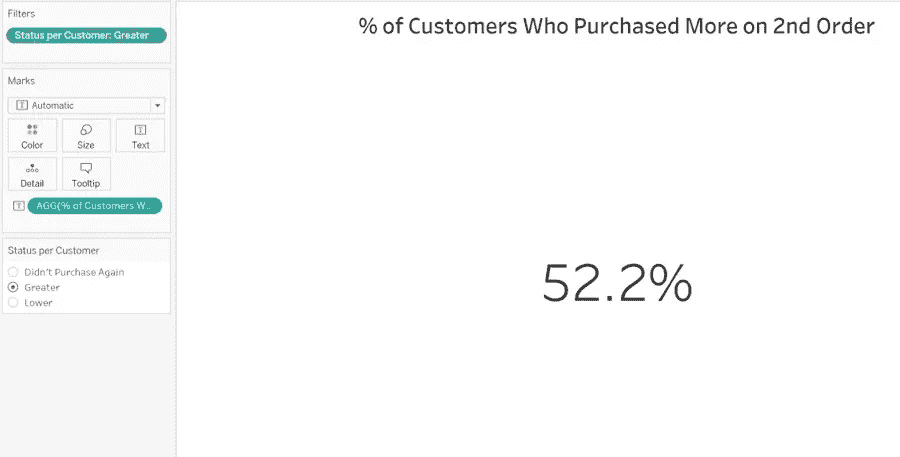 Filters
Status per Customer: Greater
Marks
Automatic
Color
Size
Text
Detail
Tooltip
AGG(% of Customers W..
Status per Customer
Didn't Purchase Again
Greater
Lower
% of Customers Who Purchased More on 2nd Order
52.2%